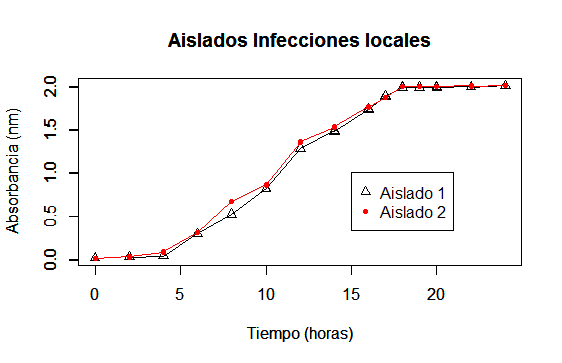 Aislados Infecciones locales
Absorbancia (nm)
2.0
1.5
1.0
0.5
0.0
Aislado 1
Aislado 2
0 5 10 15 20
Tiempo (horas)